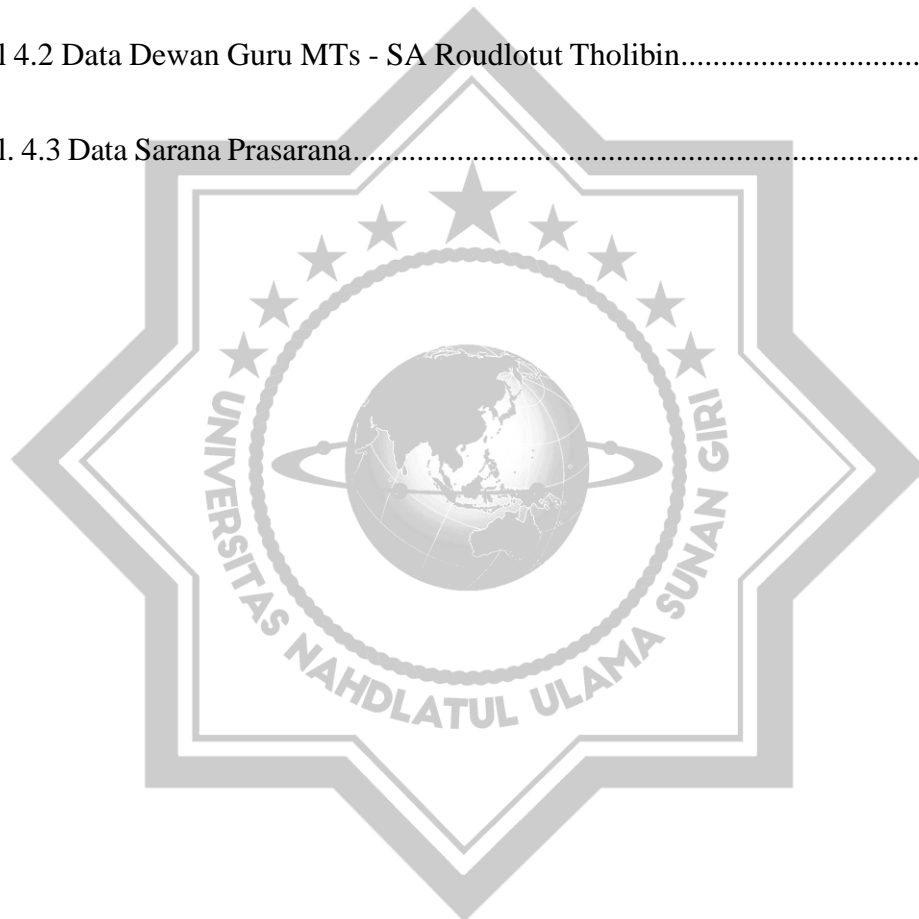 l 4.2 Data Dewan Guru MTs - SA Roudlotut Tholibin..............................
l. 4.3 Data Sarana Prasarana.......................................................................
UNIVERSITAS NAHDLATUL ULAMA SUNAN GIRI